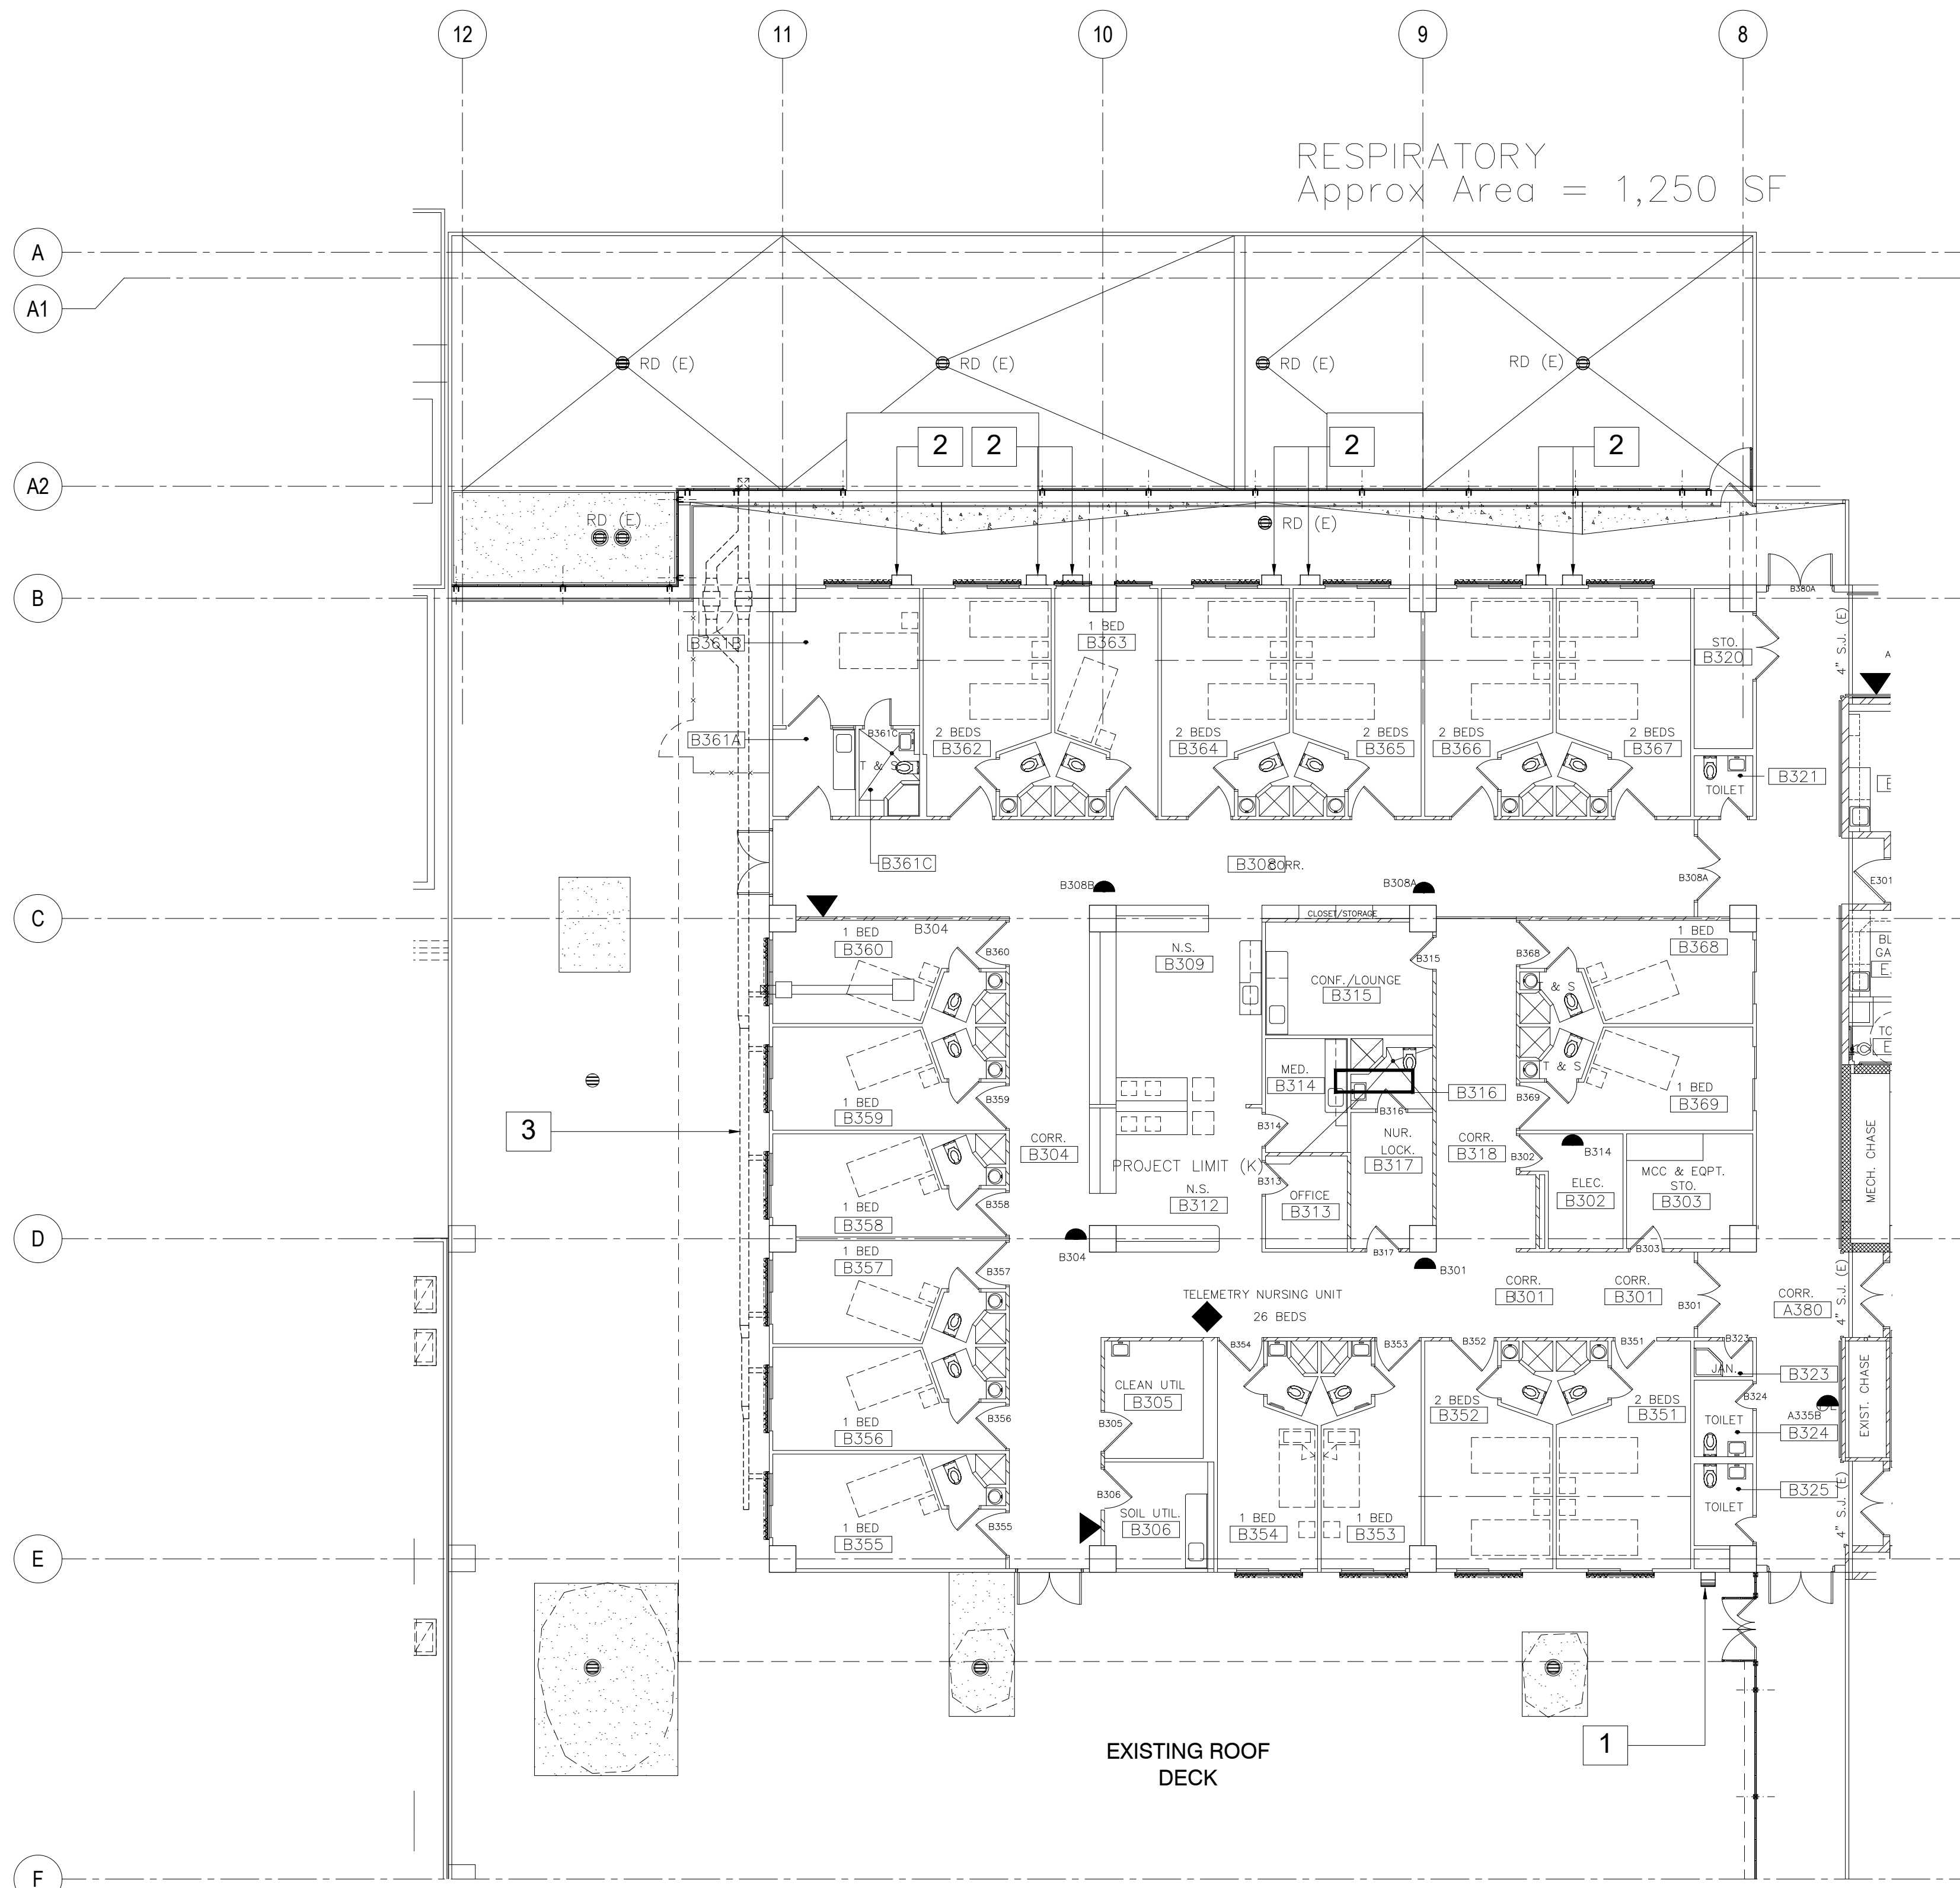 12
11
10
9
8
RESPIRATORY
Approx Area = 1,250 SF
A
A1
RD (E)
RD (E)
RD (E)
RD (E)
2
2
2
2
A2
RD (E)
RD (E)
B
B380A
4" S.J. (E)
A
B361B
1 BED
B363
STO.
B320
B361A
B361C
T & S
2 BEDS
B362
2 BEDS
B364
2 BEDS
B365
2 BEDS
B366
2 BEDS
B367
B321
TOILET
B361C
B308
CORR.
B308A
E301
B308B
B308A
C
CLOSET/STORAGE
1 BED
B360
B304
B360
N.S.
B309
B315
CONF./LOUNGE
B315
B368
1 BED
B368
T & S
BL
GA
E.
1 BED
B359
B359
MED.
B314
B316
B316
B314
T & S
B369
1 BED
B369
TO
E
3
CORR.
B304
PROJECT LIMIT (K)
NUR.
LOCK.
B317
CORR.
B318
B302
B314
MCC & EQPT.
STO.
B303
ELEC.
B302
MECH. CHASE
1 BED
B358
B358
N.S.
B312
B313
OFFICE
B313
D
B304
B317
B303
1 BED
B357
B357
B301
CORR.
B301
CORR.
B301
B301
CORR.
A380
4" S.J. (E)
TELEMETRY NURSING UNIT
26 BEDS
1 BED
B356
B356
CLEAN UTIL
B305
B305
B354
B353
B352
B351
B323
JAN.
B323
B324
2 BEDS
B352
2 BEDS
B351
TOILET
A335B
B324
EXIST. CHASE
1 BED
B355
B355
B306
SOIL UTIL.
B306
1 BED
B354
1 BED
B353
B325
TOILET
4" S.J. (E)
E
1
EXISTING ROOF
DECK
F